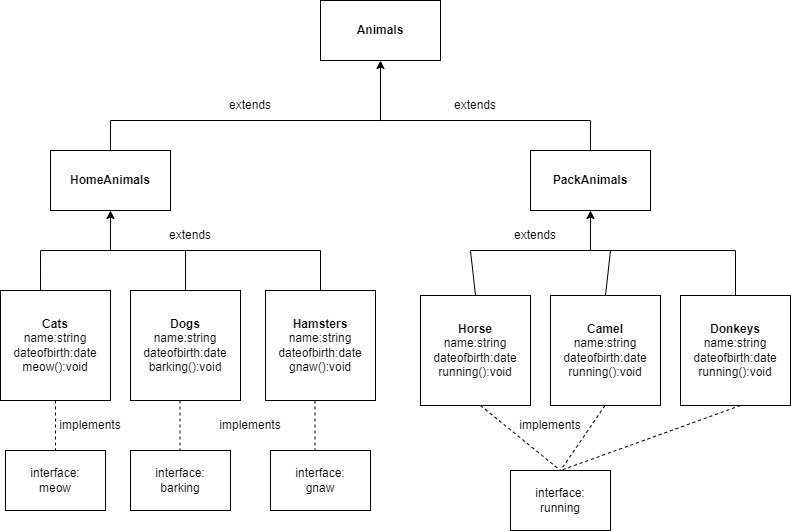 Animals
extends
extends
HomeAnimals
PackAnimals
extends
extends
Cats
name:string
dateofbirth:date
meow():void
Dogs
name:string
dateofbirth:date
barking():void
Hamsters
name:string
dateofbirth:date
gnaw():void
Horse
name:string
dateofbirth:date
running():void
Camel
name:string
dateofbirth:date
running():void
Donkeys
name:string
dateofbirth:date
running():void
implements
implements
implements
interface:
meow
interface:
barking
interface:
gnaw
interface:
running